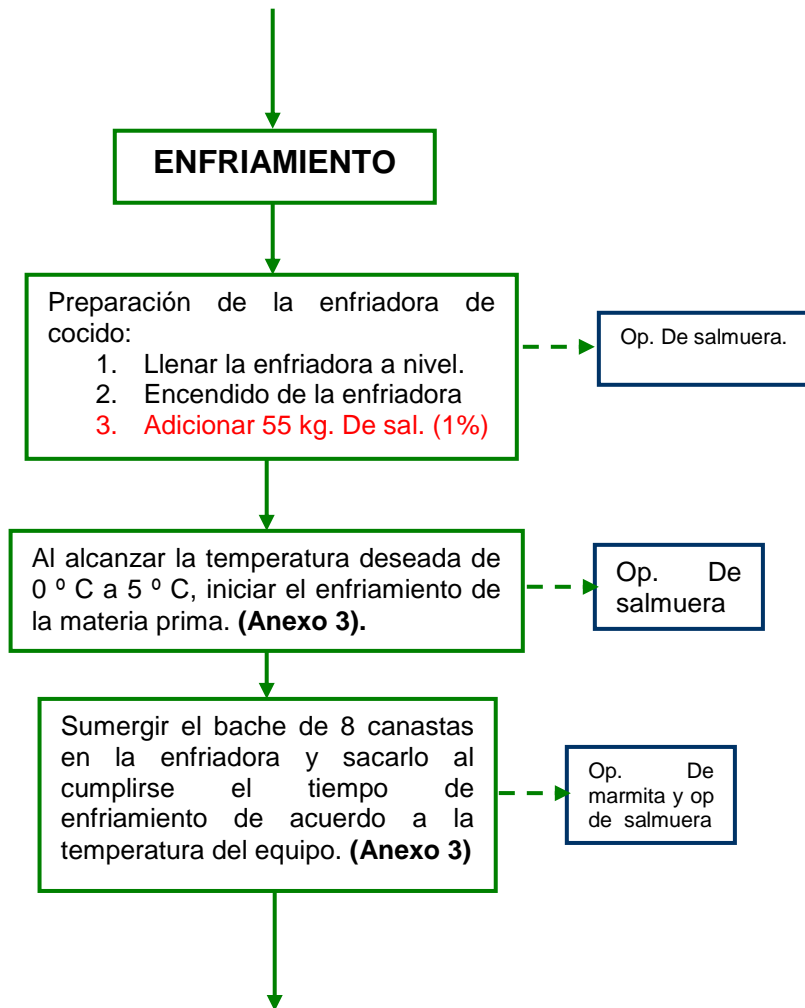 ENFRIAMIENTO
Preparación de la enfriadora de
cocido:
1. Llenar la enfriadora a nivel.
2. Encendido de la enfriadora
3. Adicionar 55 kg. De sal. (1%)
Op. De salmuera.
Al alcanzar la temperatura deseada de
0 º C a 5 º C, iniciar el enfriamiento de
la materia prima. (Anexo 3).
Op. De
salmuera
Sumergir el bache de 8 canastas
en la enfriadora y sacarlo al
cumplirse el tiempo de
enfriamiento de acuerdo a la
temperatura del equipo. (Anexo 3)
Op. De
marmita y op
de salmuera